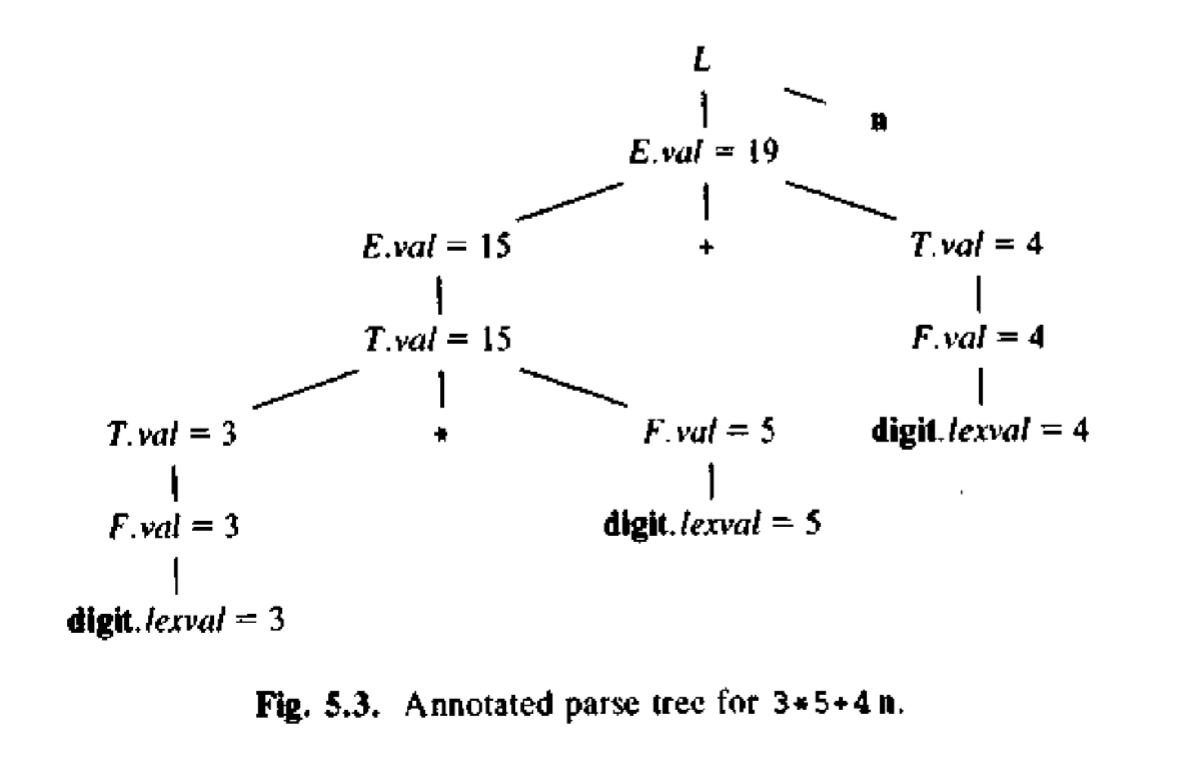 L
n
E.val = 19
E.val = 15 + T.val = 4
T.val = 15 F.val = 4
T.val = 3 * F.val = 5 digit.lexval = 4
F.val = 3 digit.lexval = 5
digit.lexval = 3
Fig. 5.3. Annotated parse tree for 3*5+4 n.